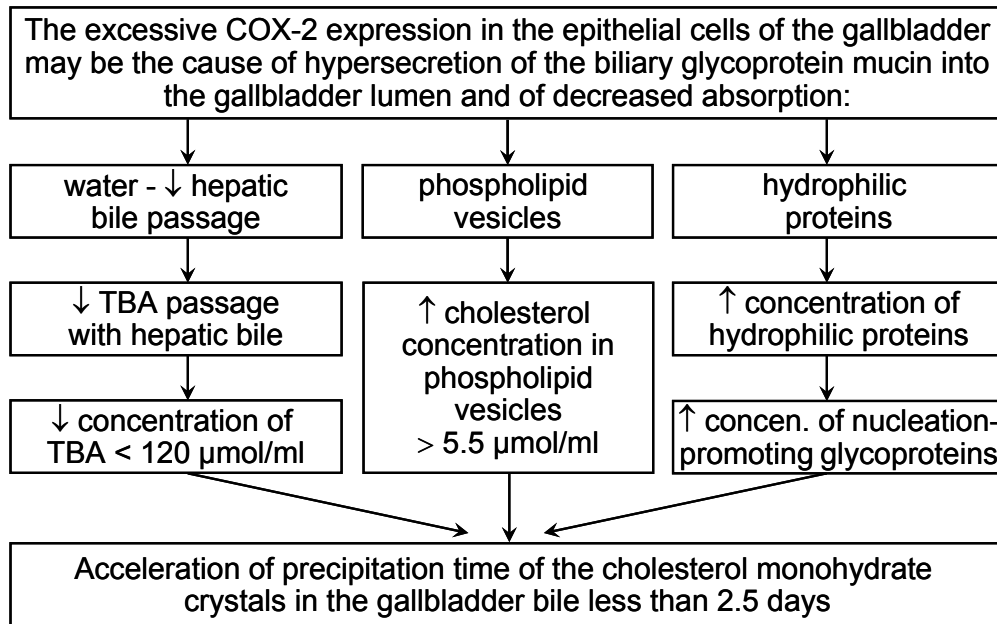 The excessive COX-2 expression in the epithelial cells of the gallbladder
may be the cause of hypersecretion of the biliary glycoprotein mucin into
the gallbladder lumen and of decreased absorption:
water - ↓ hepatic
bile passage
phospholipid
vesicles
hydrophilic
proteins
↓ TBA passage
with hepatic bile
↑ cholesterol
concentration in
phospholipid
vesicles
> 5.5 µmol/ml
↑ concentration of
hydrophilic proteins
↓ concentration of
TBA < 120 µmol/ml
↑ concen. of nucleation-
promoting glycoproteins
Acceleration of precipitation time of the cholesterol monohydrate
crystals in the gallbladder bile less than 2.5 days